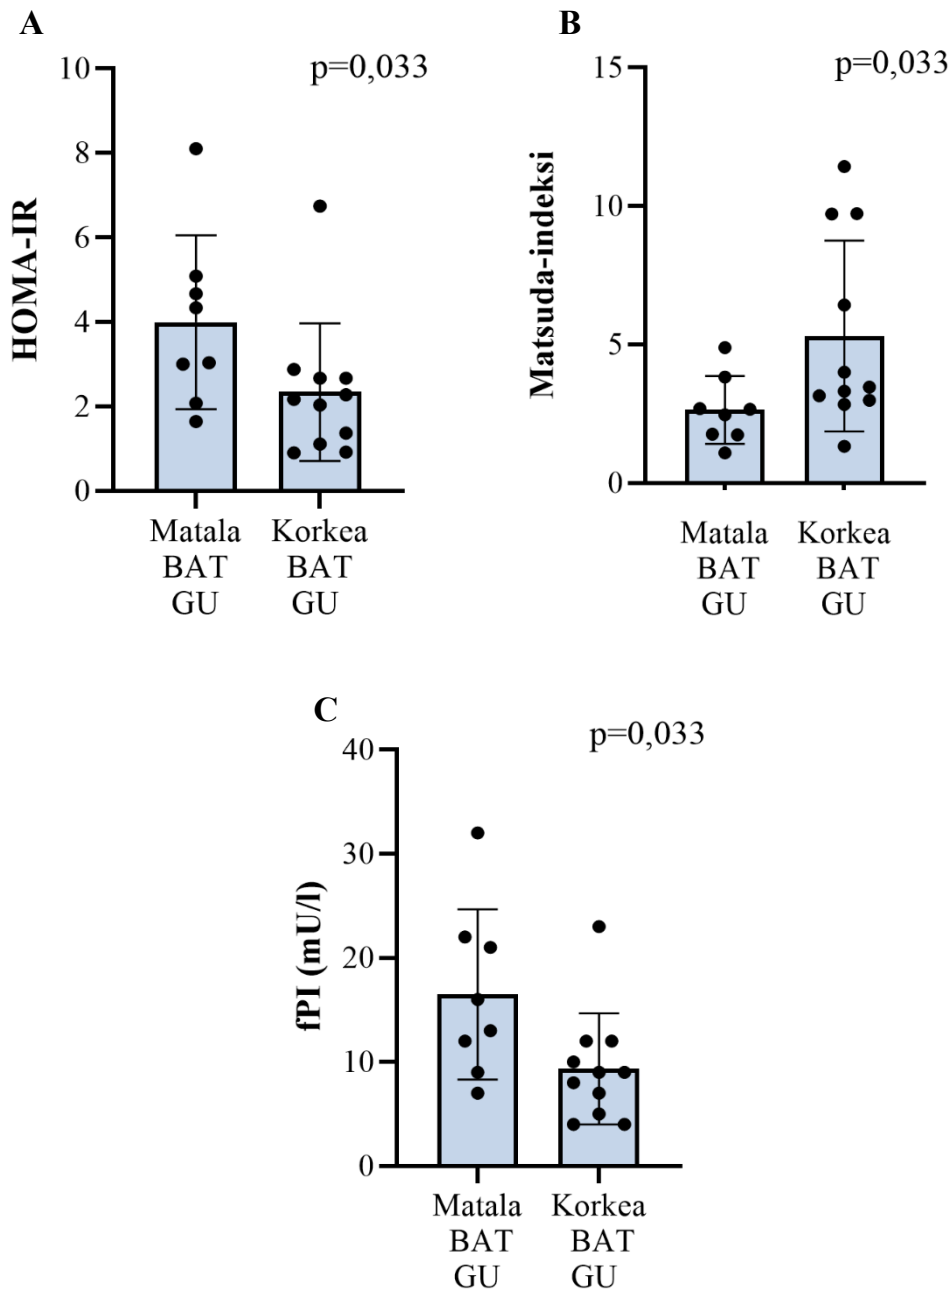 A
p=0,033
HOMA-IR
10
8
6
4
2
0
Matala
BAT
GU
Korkea
BAT
GU
B
p=0,033
Matsuda-indeksi
15
10
5
0
Matala
BAT
GU
Korkea
BAT
GU
C
p=0,033
fPI (mU/l)
40
30
20
10
0
Matala
BAT
GU
Korkea
BAT
GU